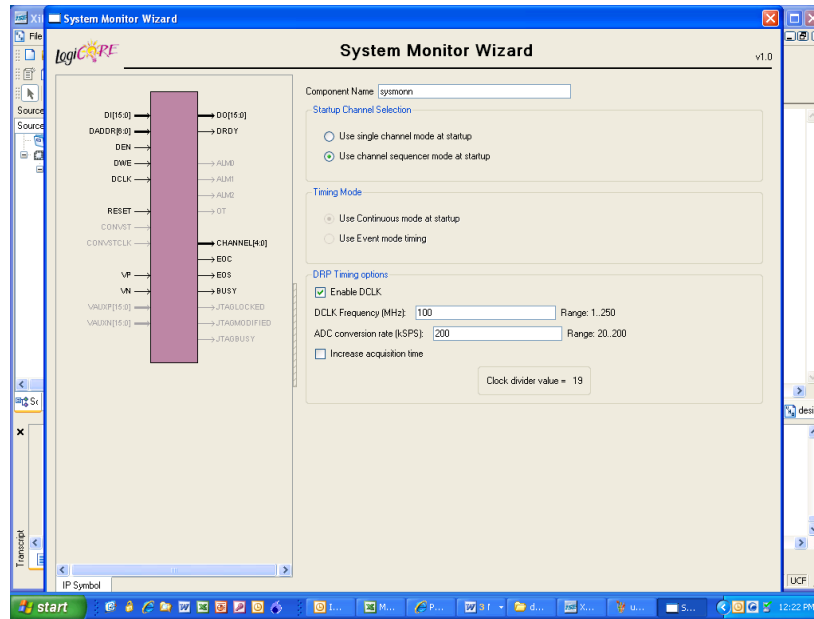 Xil
System Monitor Wizard
File
LogiCORE
System Monitor Wizard
v1.0
Source
Source
DI[15:0]
DADDR[6:0]
DEN
DWE
DCLK
RESET
CONVST
CONVSTCLK
VP
VN
VAUXP[15:0]
VAUXN[15:0]
DO[15:0]
DRDY
ALM0
ALM1
ALM2
OT
CHANNEL[4:0]
EOC
EOS
BUSY
JTAGLOCKED
JTAGMODIFIED
JTAGBUSY
Component Name sysmonn
Startup Channel Selection
Use single channel mode at startup
Use channel sequencer mode at startup
Timing Mode
Use Continuous mode at startup
Use Event mode timing
DRP Timing options
Enable DCLK
DCLK Frequency (MHz): 100 Range: 1..250
ADC conversion rate (kSPS): 200 Range: 20..200
Increase acquisition time
Clock divider value = 19
desi
Transcript
IP Symbol
UCF
start
I...
M...
P...
3 f
d...
X...
u...
S...
12:22 PM